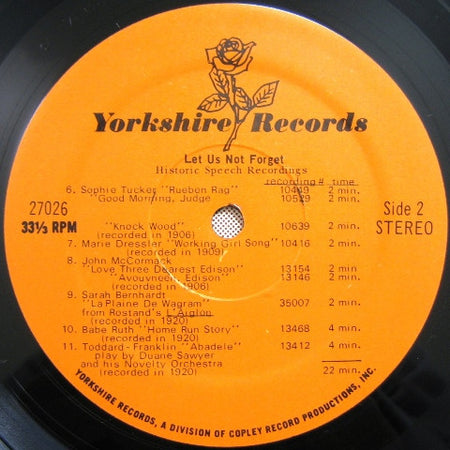 Yorkshire Records
Let Us Not Forget
Historic Speech Recordings
recording # time
27026
33⅓ RPM
Side 2
STEREO
6. Sophie Tucker "Rueben Rag" 10449 2 min.
"Good Morning, Judge 10529 2 min.
"Knock Wood" 10639 2 min.
(recorded in 1906)
7. Marie Dressler "Working Girl Song" 10416 2 min.
(recorded in 1909)
8. John McCormack
"Love Three Dearest Edison" 13154 2 min
"Avouvneen, Edison" 13146 2 min.
(recorded in 1906)
9. Sarah Bernhardt
"La Plaine De Wagram" 35007 2 min.
from Rostand's L'Aiglon
(recorded in 1920)
10. Babe Ruth "Home Run Story" 13468 4 min.
(recorded in 1920)
11. Toddard-Franklin "Abadele" 13412 4 min.
play by Duane Sawyer
and his Novelty Orchestra
(recorded in 1920) 22 min.
YORKSHIRE RECORDS, A DIVISION OF COPLEY RECORD PRODUCTIONS, INC.